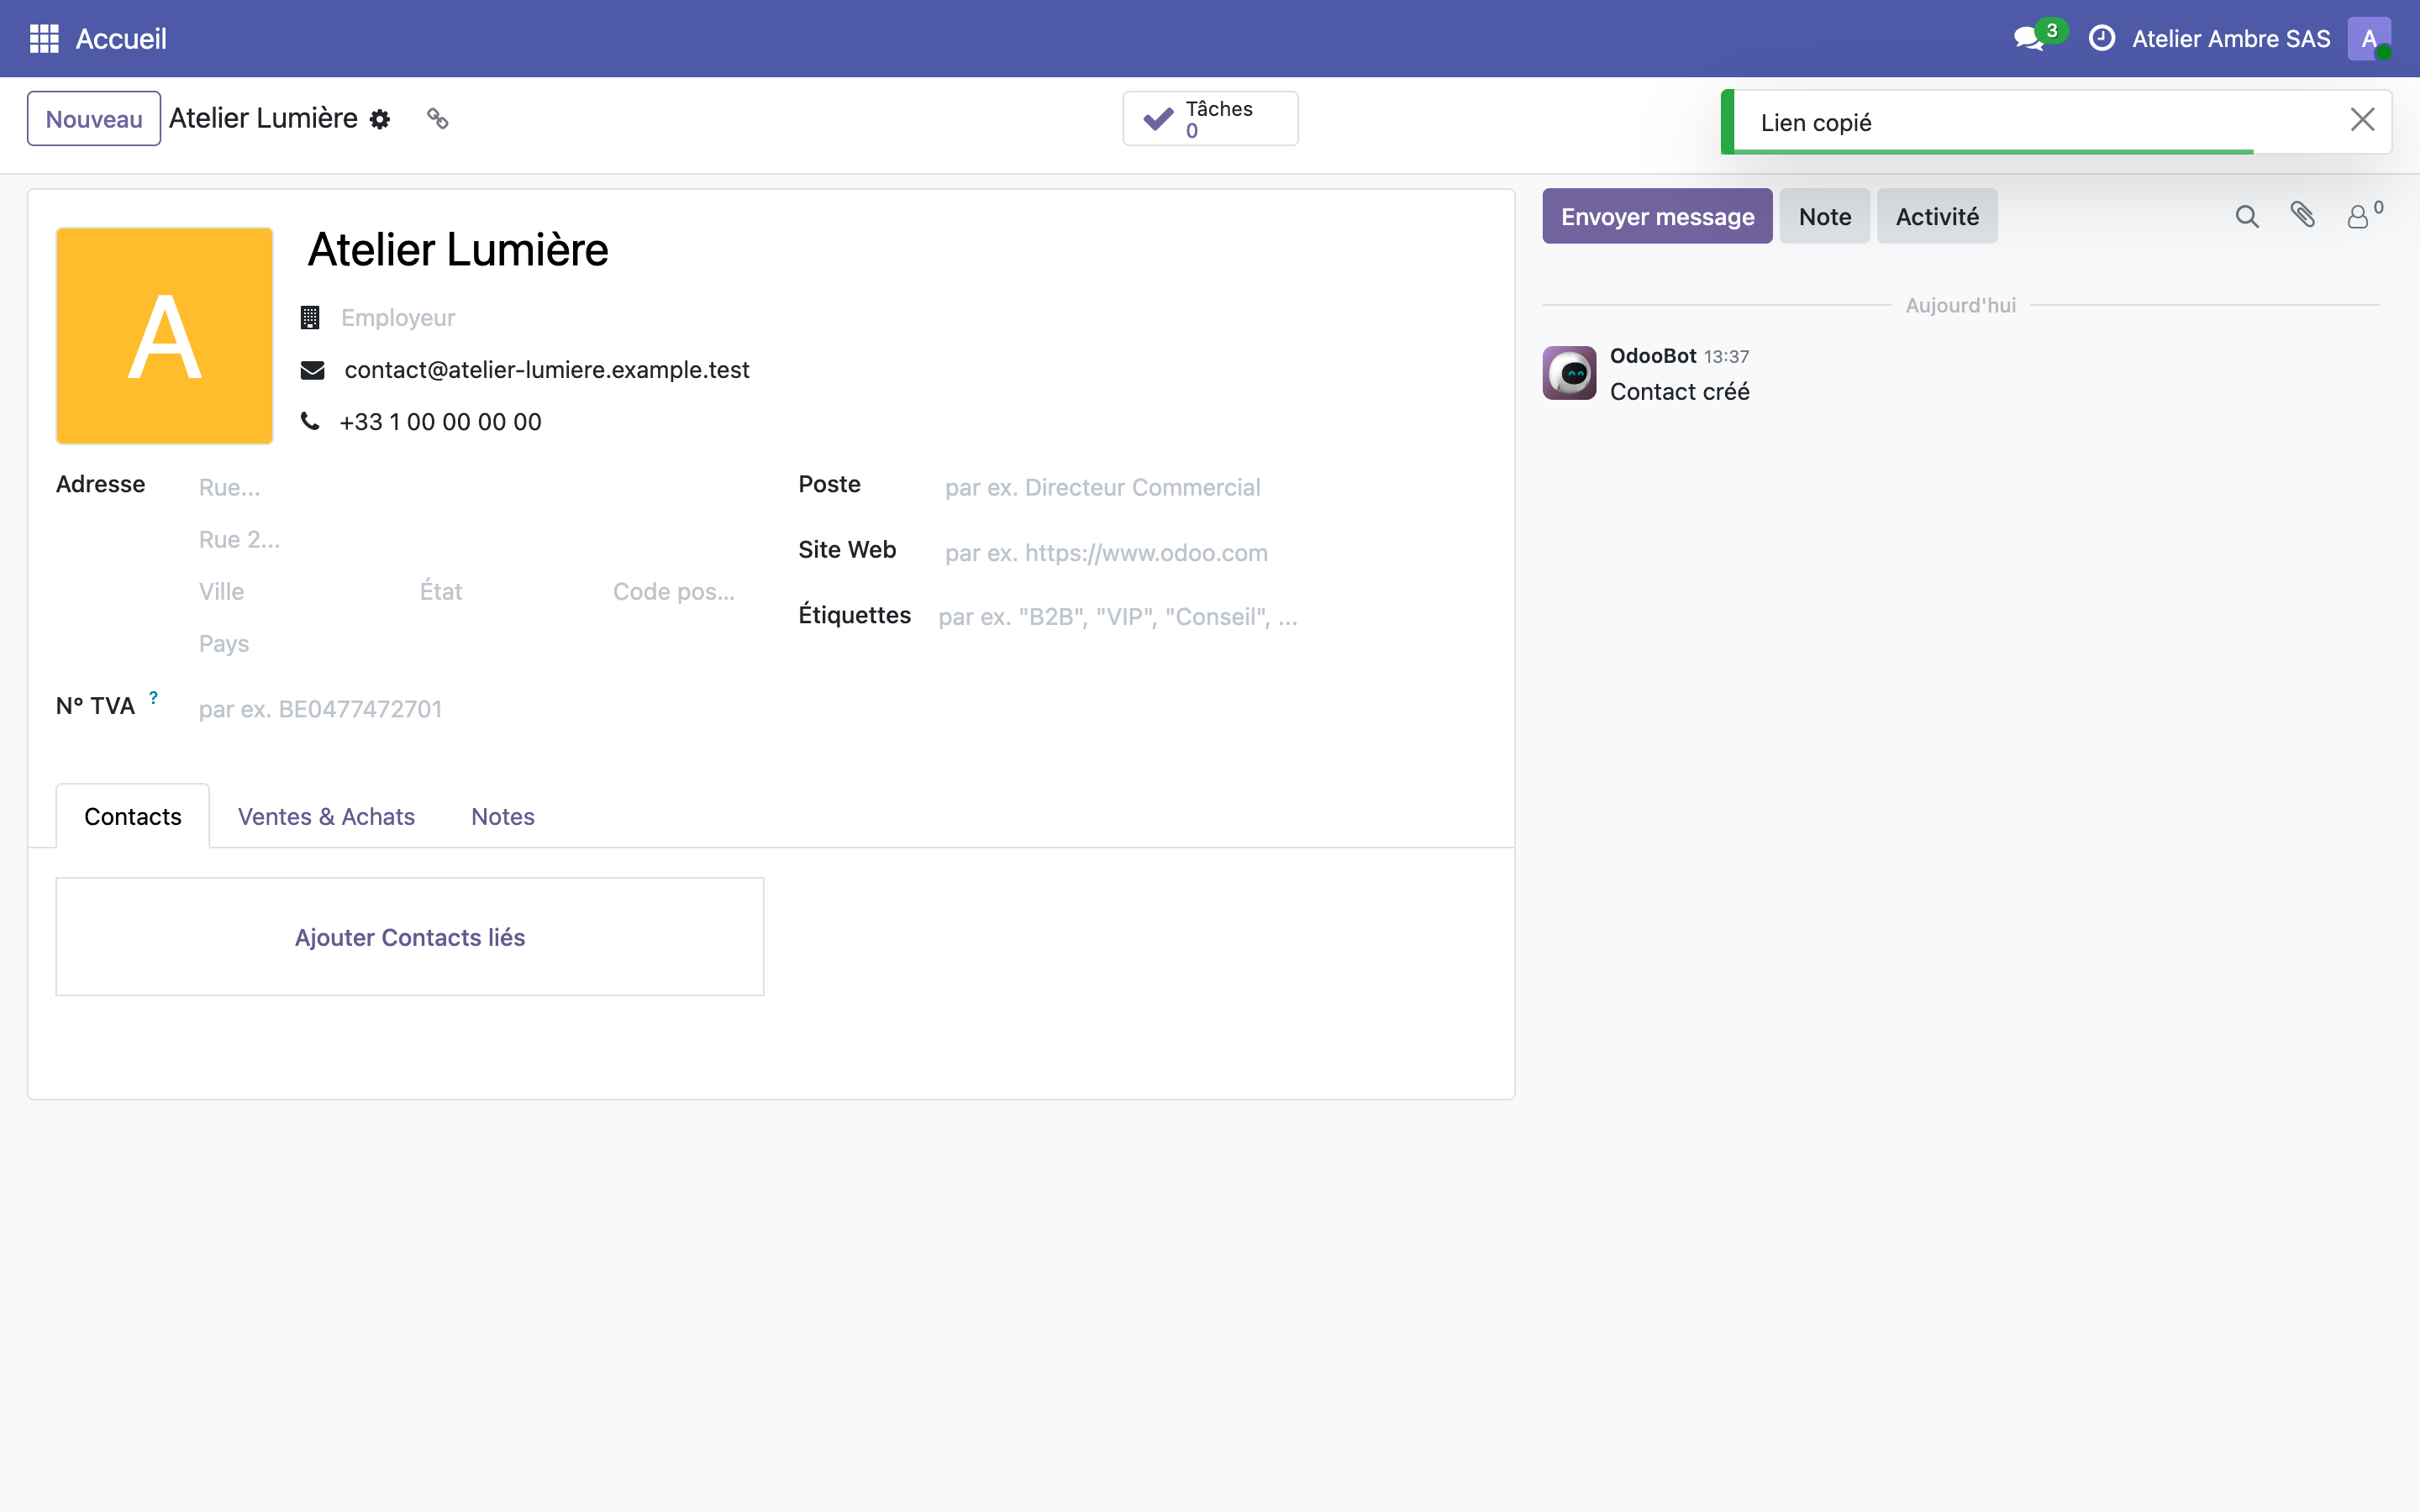 Accueil
3
Atelier Ambre SAS
A
Nouveau
Atelier Lumière
Tâches
0
Lien copié
Envoyer message
Note
Activité
0
A
Atelier Lumière
Employeur
contact@atelier-lumiere.example.test
+33 1 00 00 00 00
Adresse
Rue...
Rue 2...
Ville
État
Code pos...
Pays
N° TVA ?
par ex. BE0477472701
Poste
par ex. Directeur Commercial
Site Web
par ex. https://www.odoo.com
Étiquettes
par ex. "B2B", "VIP", "Conseil", ...
Contacts
Ventes & Achats
Notes
Ajouter Contacts liés
Aujourd'hui
OdooBot 13:37
Contact créé